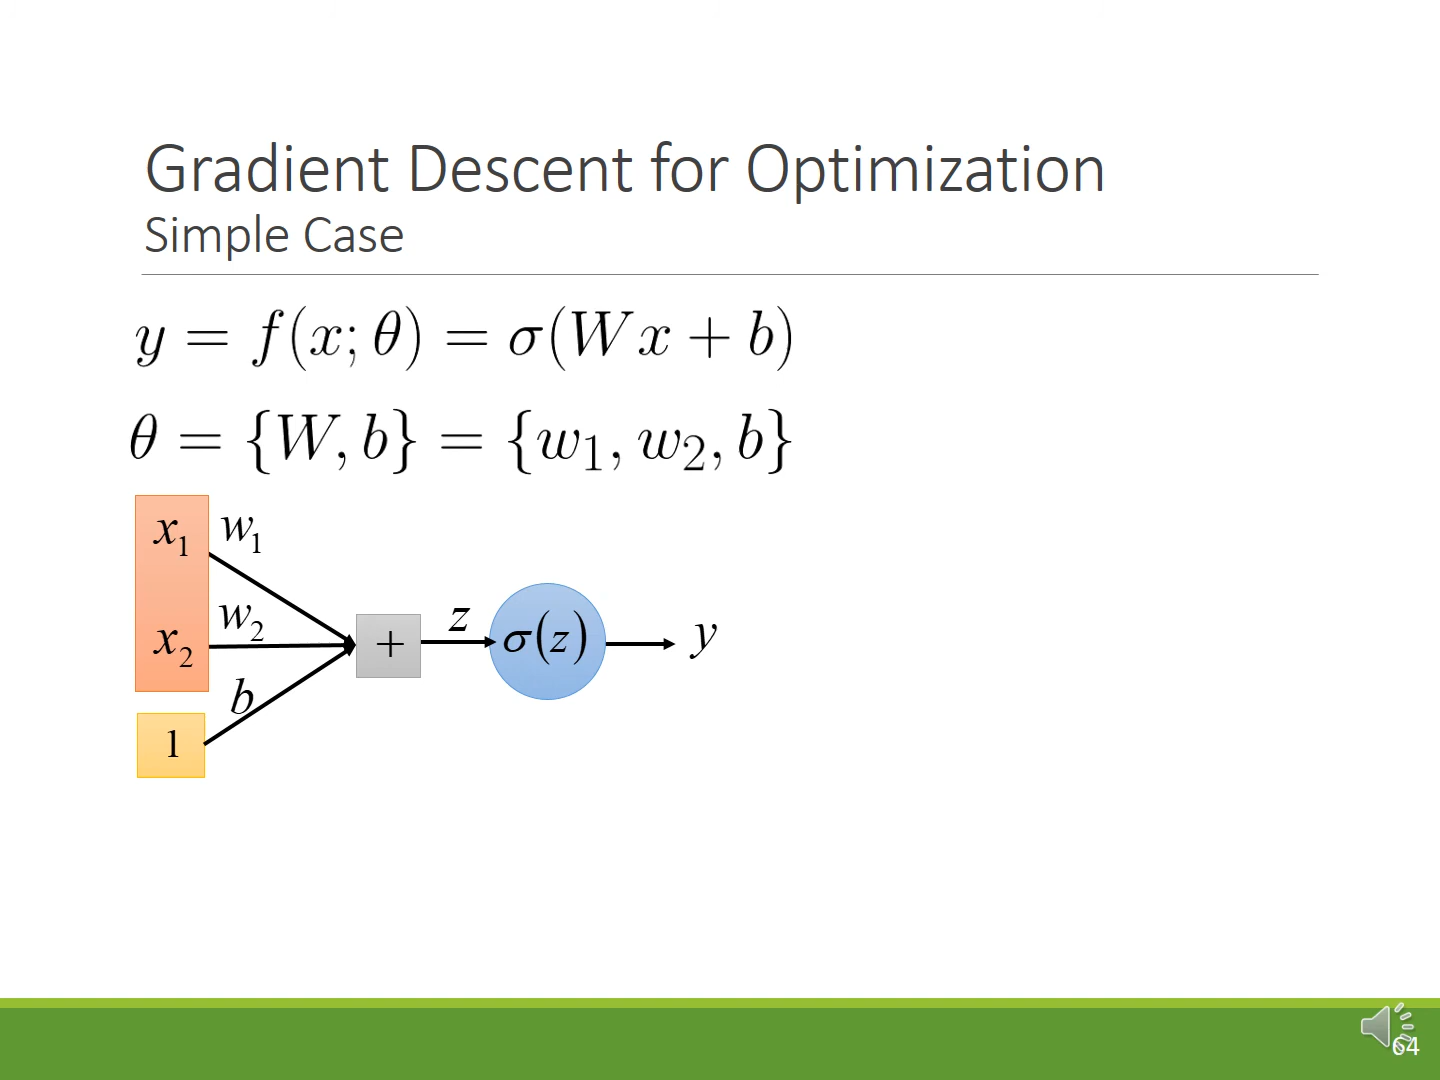 Gradient Descent for Optimization
Simple Case
y = f(x; θ) = σ(Wx + b)
θ = {W, b} = {w₁, w₂, b}
x₁ w₁
x₂ w₂
+ z σ(z) y
b
1
64